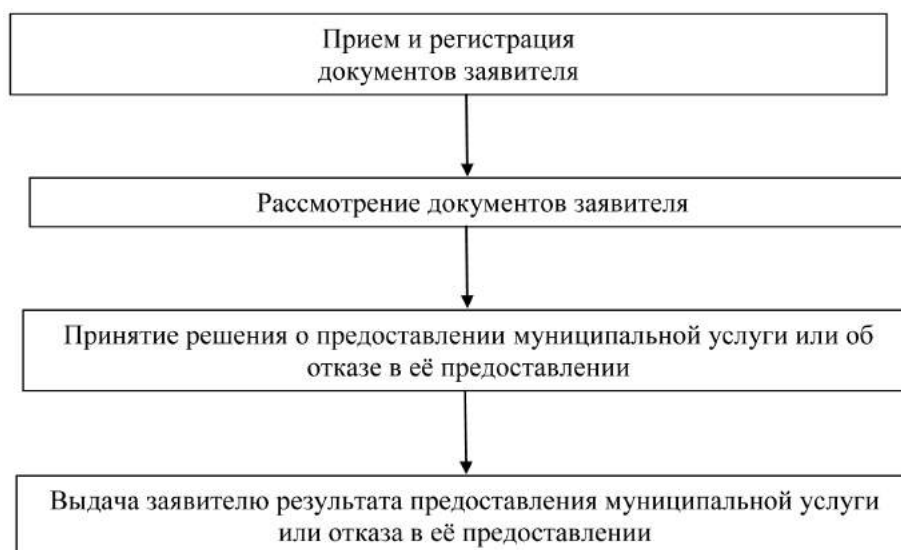 Прием и регистрация
документов заявителя
Рассмотрение документов заявителя
Принятие решения о предоставлении муниципальной услуги или об
отказе в её предоставлении
Выдача заявителю результата предоставления муниципальной услуги
или отказа в её предоставлении